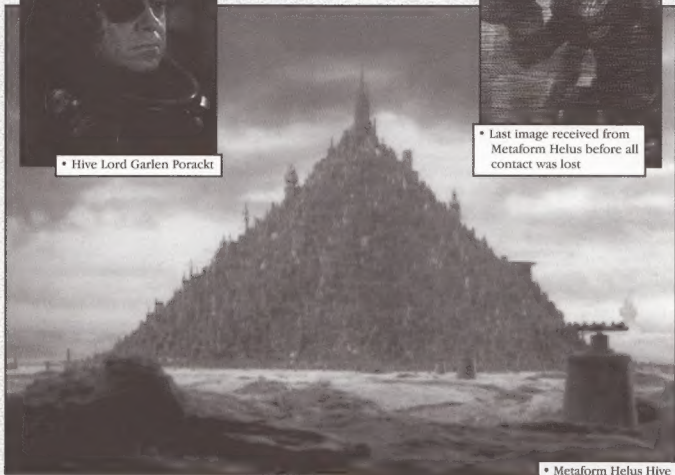 • Hive Lord Garlen Porackt
• Last image received from
Metaform Helus before all
contact was lost
• Metaform Helus Hive